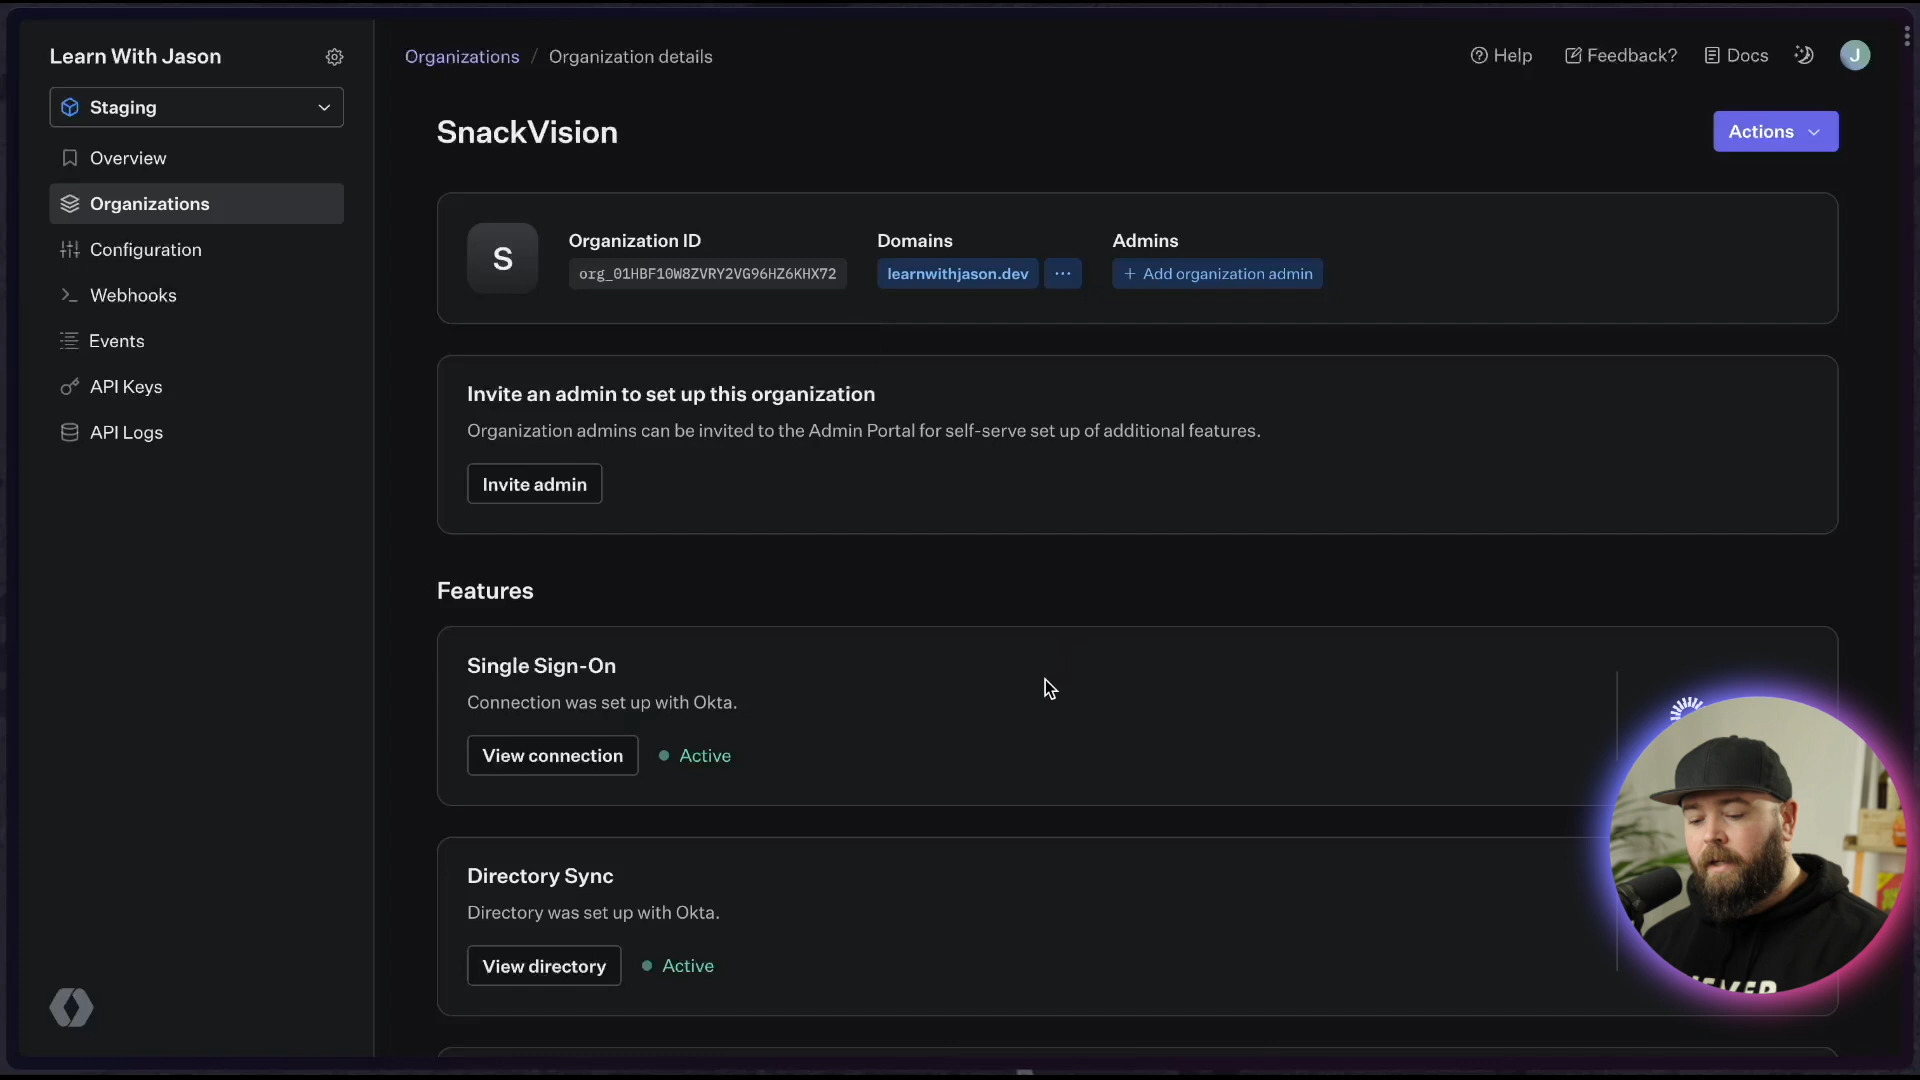 Learn With Jason
Staging
Overview
Organizations
Configuration
Webhooks
Events
API Keys
API Logs
Organizations / Organization details
Help
Feedback?
Docs
J
SnackVision
Actions
S
Organization ID
org_01HBF10W8ZVRY2VG96HZ6KHX72
Domains
learnwithjason.dev
...
Admins
+ Add organization admin
Invite an admin to set up this organization
Organization admins can be invited to the Admin Portal for self-serve set up of additional features.
Invite admin
Features
Single Sign-On
Connection was set up with Okta.
View connection
Active
Directory Sync
Directory was set up with Okta.
View directory
Active